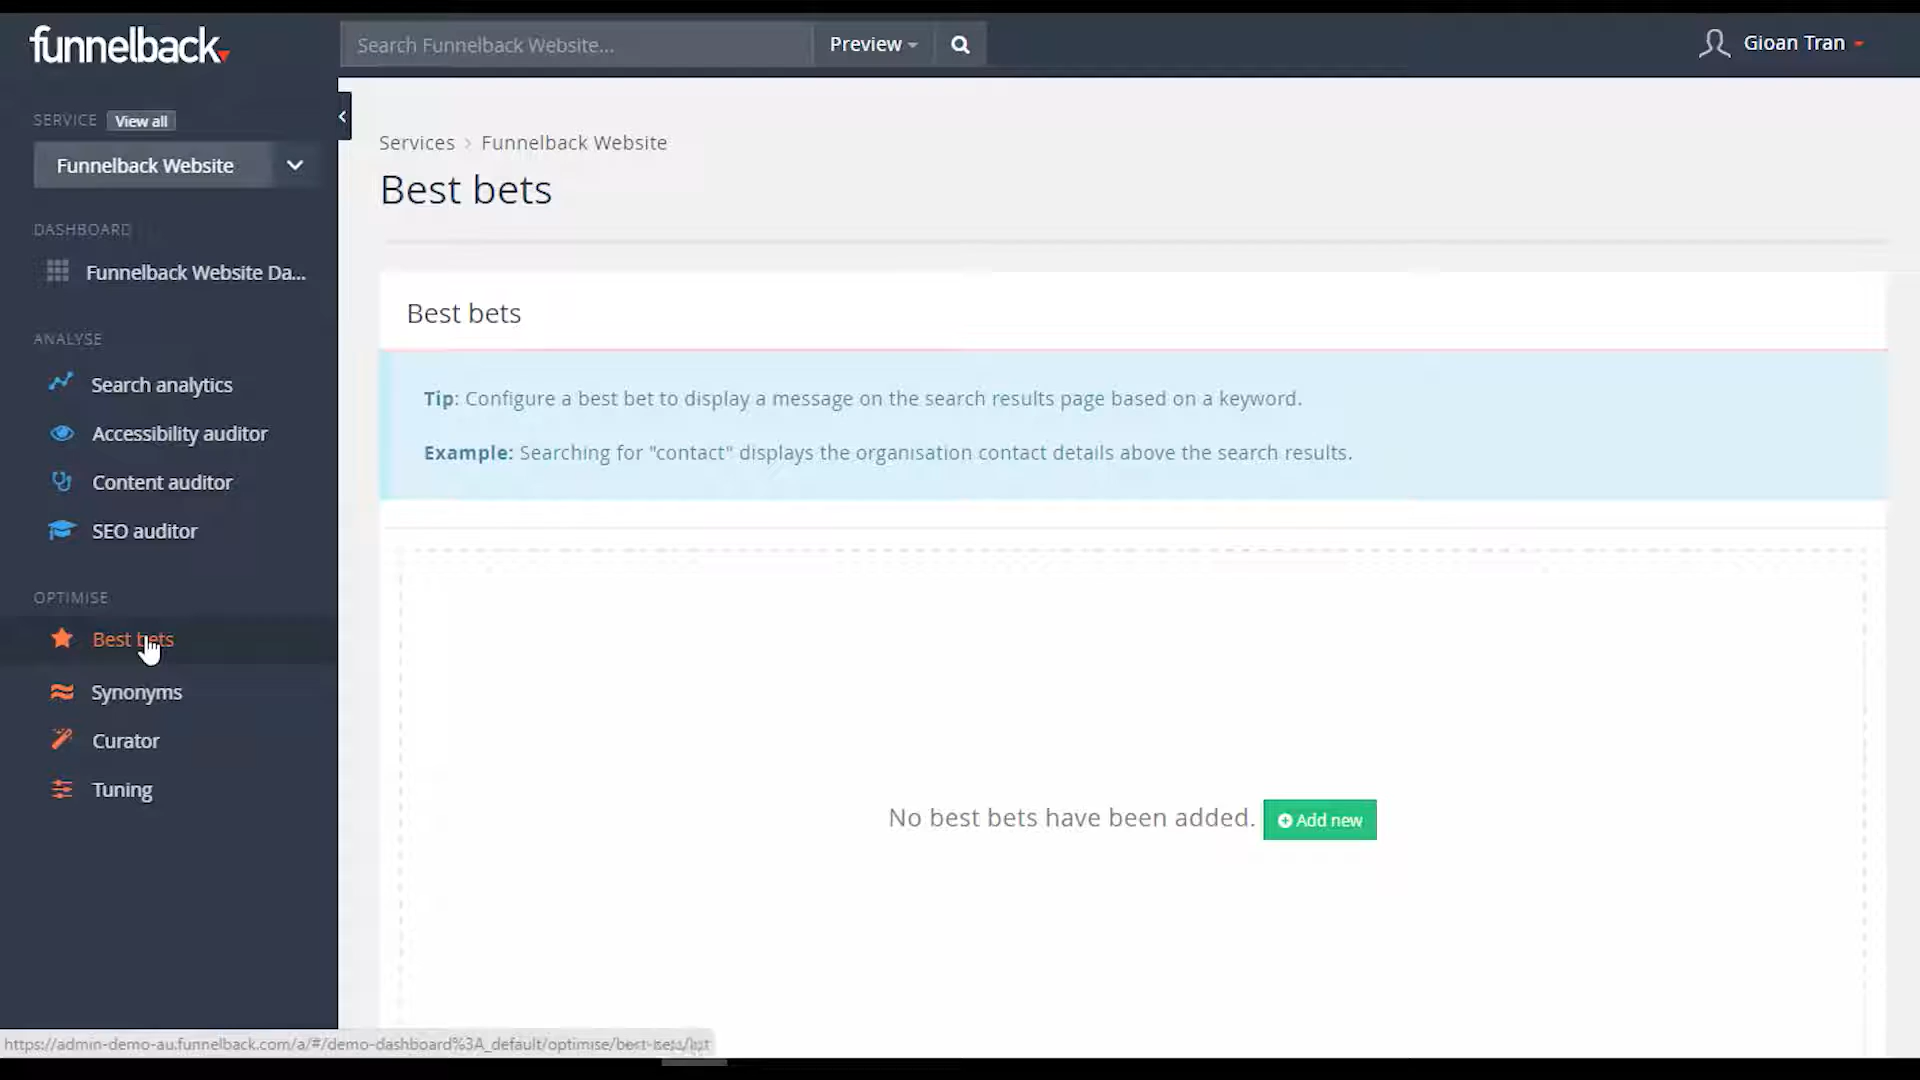 funnelback
Search Funnelback Website...
Preview
Gioan Tran
SERVICE View all
Funnelback Website
DASHBOARD
Funnelback Website Da...
ANALYSE
Search analytics
Accessibility auditor
Content auditor
SEO auditor
OPTIMISE
Best bets
Synonyms
Curator
Tuning
Services › Funnelback Website
Best bets
Best bets
Tip: Configure a best bet to display a message on the search results page based on a keyword.
Example: Searching for "contact" displays the organisation contact details above the search results.
No best bets have been added. Add new
https://admin-demo-au.funnelback.com/a/#/demo-dashboard%3A_default/optimise/best-bets/list